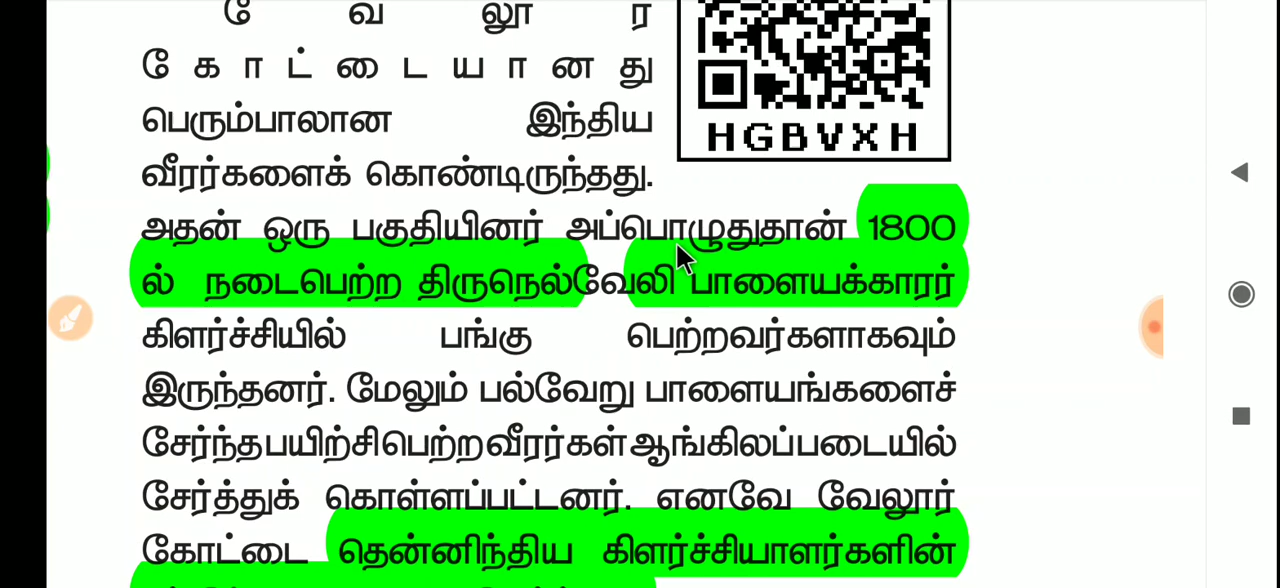 வேலூர்
கோட்டையானது
HGBVXH
பெரும்பாலான இந்திய
வீரர்களைக் கொண்டிருந்தது.
அதன் ஒரு பகுதியினர் அப்பொழுதுதான் 1800
ல் நடைபெற்ற திருநெல்வேலி பாளையக்காரர்
கிளர்ச்சியில் பங்கு பெற்றவர்களாகவும்
இருந்தனர். மேலும் பல்வேறு பாளையங்களைச்
சேர்ந்த பயிற்சி பெற்ற வீரர்கள் ஆங்கிலப்படையில்
சேர்த்துக் கொள்ளப்பட்டனர். எனவே வேலூர்
கோட்டை தென்னிந்திய கிளர்ச்சியாளர்களின்